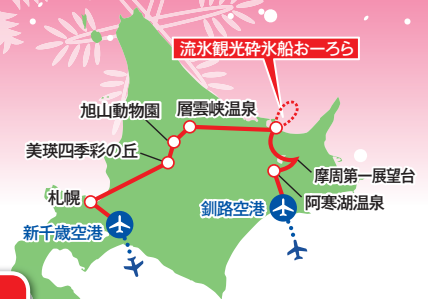 流氷観光砕氷船おーろら
旭山動物園
層雲峡温泉
美瑛四季彩の丘
摩周第一展望台
札幌
釧路空港
阿寒湖温泉
新千歳空港